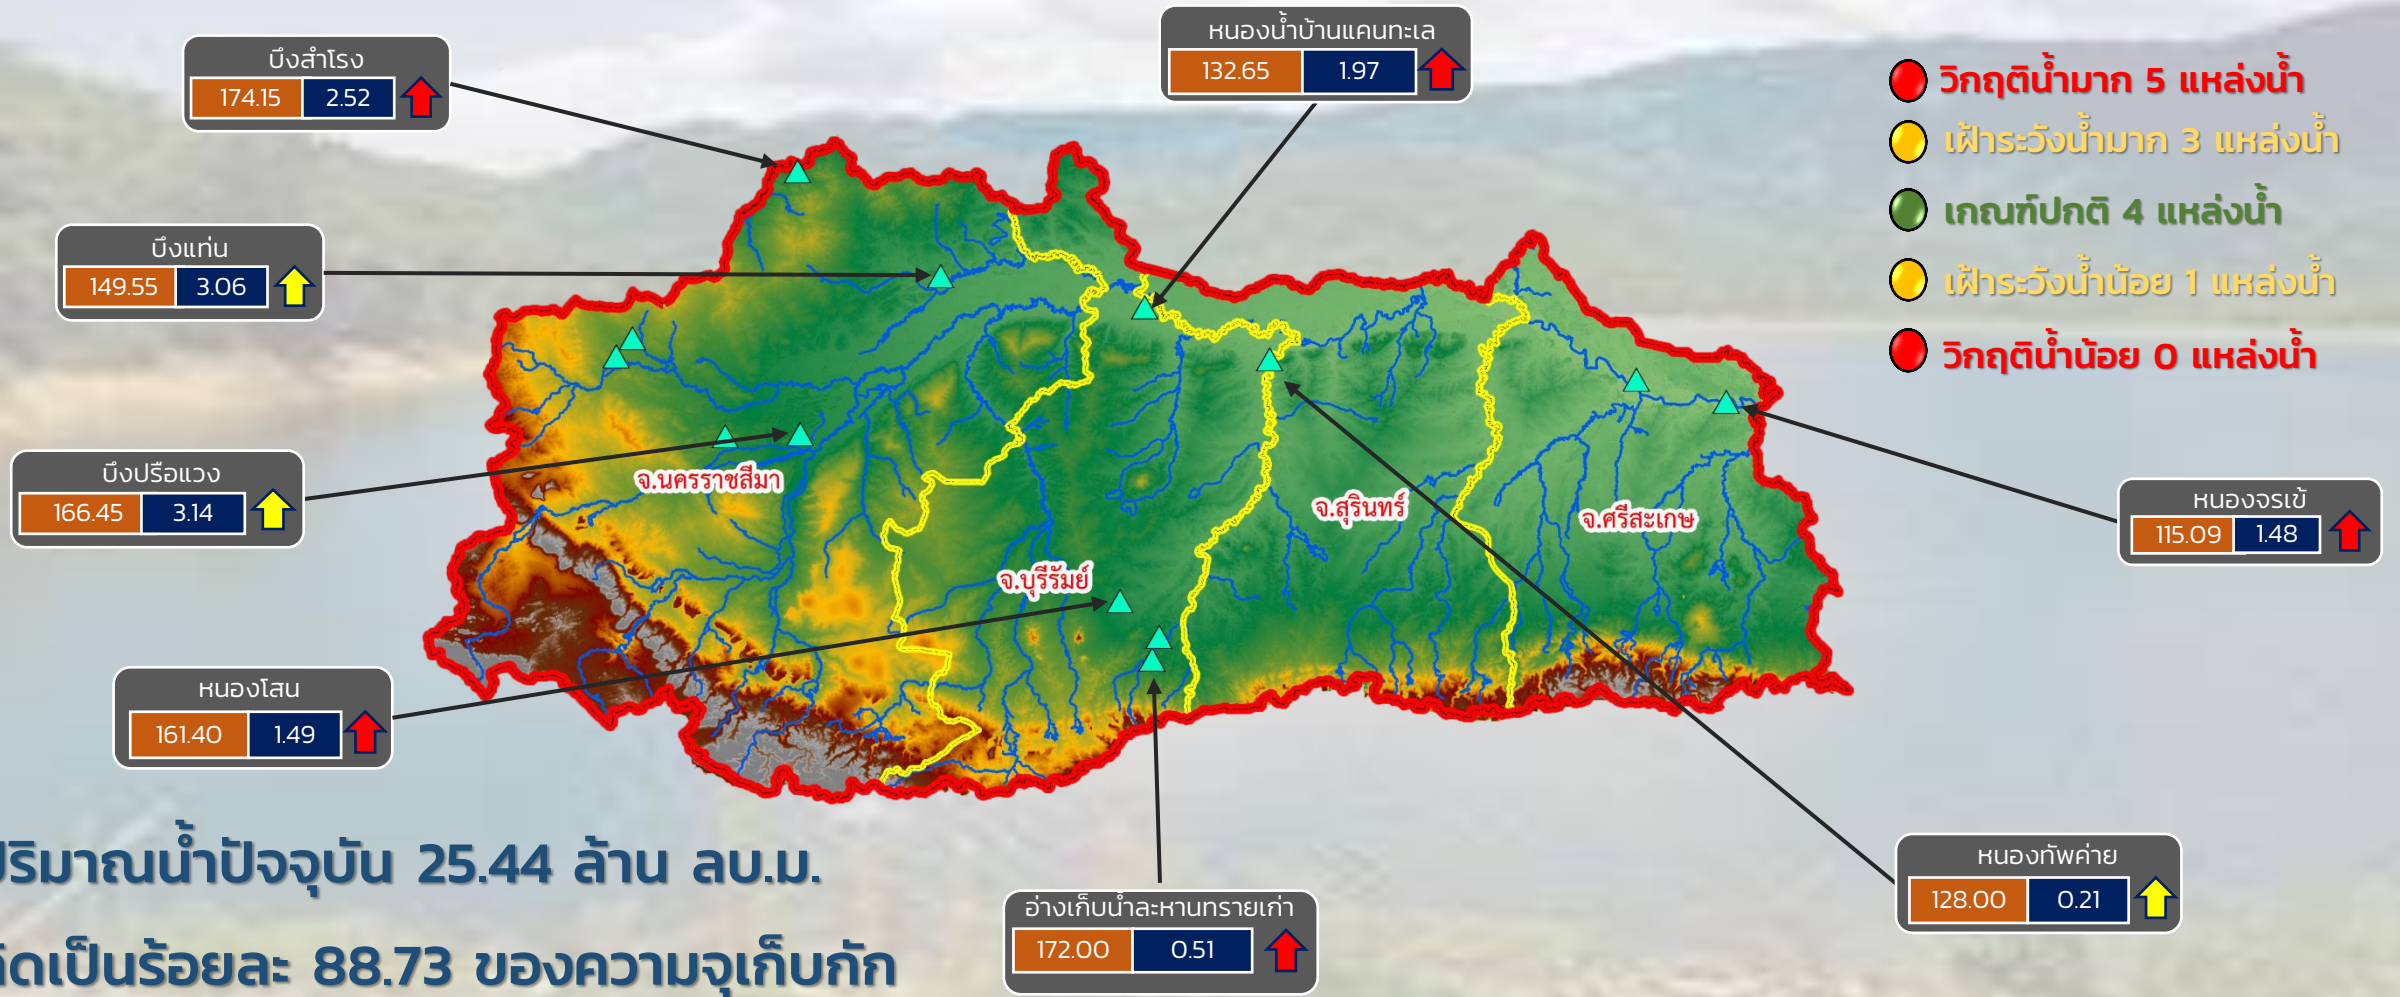 บึงสำโรง
174.15 2.52
หนองน้ำบ้านแคนทะเล
132.65 1.97
วิกฤติน้ำมาก 5 แหล่งน้ำ
เฝ้าระวังน้ำมาก 3 แหล่งน้ำ
เกณฑ์ปกติ 4 แหล่งน้ำ
เฝ้าระวังน้ำน้อย 1 แหล่งน้ำ
วิกฤติน้ำน้อย 0 แหล่งน้ำ
บึงแท่น
149.55 3.06
บึงปรือแวง
166.45 3.14
จ.นครราชสีมา
จ.บุรีรัมย์
จ.สุรินทร์
จ.ศรีสะเกษ
หนองจรเข้
115.09 1.48
หนองโสน
161.40 1.49
หนองทัพค่าย
128.00 0.21
อ่างเก็บน้ำละหานทรายเก่า
172.00 0.51
ปริมาณน้ำปัจจุบัน 25.44 ล้าน ลบ.ม.
คิดเป็นร้อยละ 88.73 ของความจุเก็บกัก